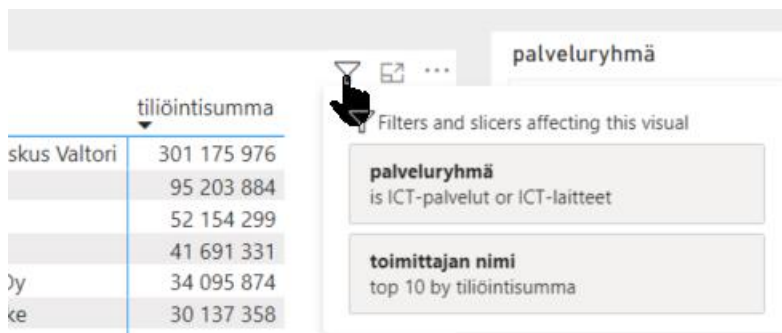 palveluryhmä
tiliöintisumma
Filters and slicers affecting this visual
skus Valtori 301 175 976
palveluryhmä
95 203 884
is ICT-palvelut or ICT-laitteet
52 154 299
41 691 331
toimittajan nimi
Oy 34 095 874
top 10 by tiliöintisumma
ke 30 137 358